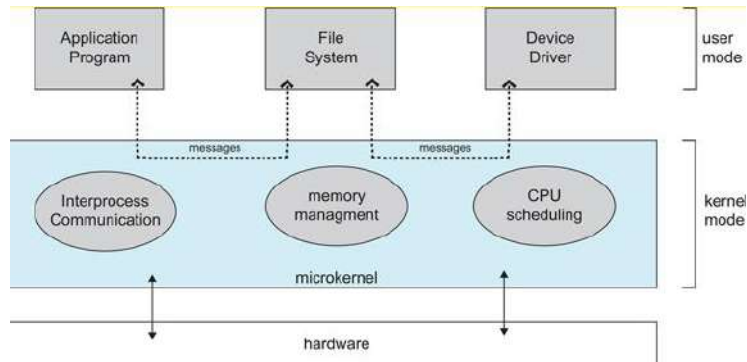 Application
Program
File
System
Device
Driver
user
mode
messages
messages
Interprocess
Communication
memory
managment
CPU
scheduling
kernel
mode
microkernel
hardware